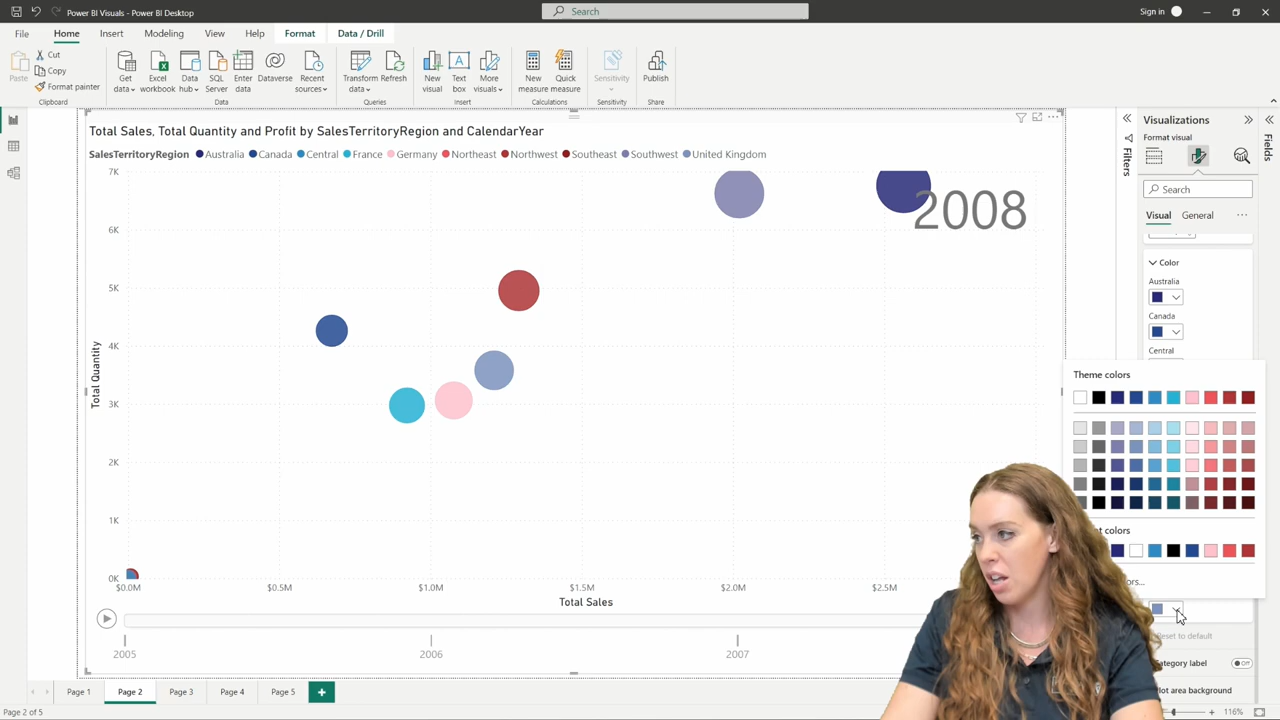 Power BI Visuals - Power BI Desktop
Search
Sign in
File Home Insert Modeling View Help Format Data / Drill
Paste
Cut
Copy
Format painter
Clipboard
Get data
Excel workbook
Data hub
SQL Server
Enter data
Dataverse
Recent sources
Data
Transform data
Refresh
Queries
New visual
Text box
More visuals
Insert
New measure
Quick measure
Calculations
Sensitivity
Sensitivity
Publish
Share
Total Sales, Total Quantity and Profit by SalesTerritoryRegion and CalendarYear
SalesTerritoryRegion Australia Canada Central France Germany Northeast Northwest Southeast Southwest United Kingdom
7K
6K
5K
4K
3K
2K
1K
0K
Total Quantity
2008
$0.0M $0.5M $1.0M $1.5M $2.0M $2.5M
Total Sales
2005 2006 2007
Filters
Visualizations
Format visual
Search
Visual General
Color
Australia
Canada
Central
Theme colors
colors
Reset to default
Category label
Off
Plot area background
Fields
Page 1 Page 2 Page 3 Page 4 Page 5
Page 2 of 5
116%